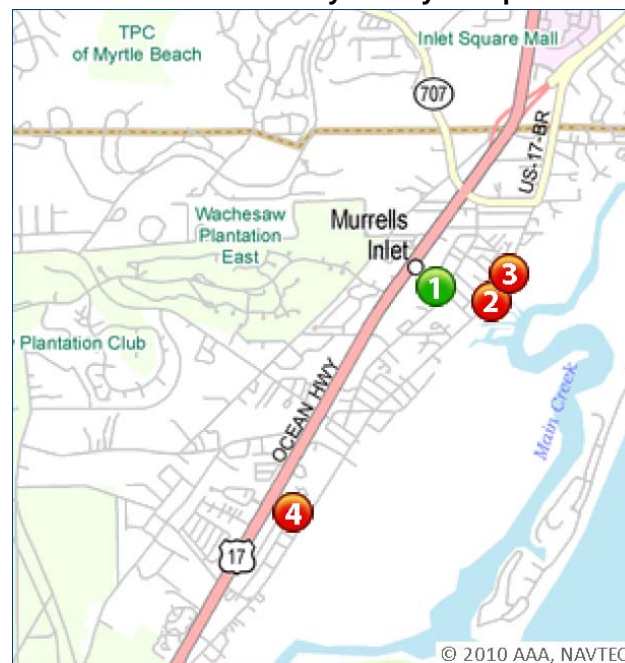 TPC
of Myrtle Beach
Inlet Square Mall
707
US-17-BR
Wachesaw
Plantation
East
Murrells
Inlet
1
3
2
Plantation Club
OCEAN HWY
Main Creek
4
17
© 2010 AAA, NAVTEC